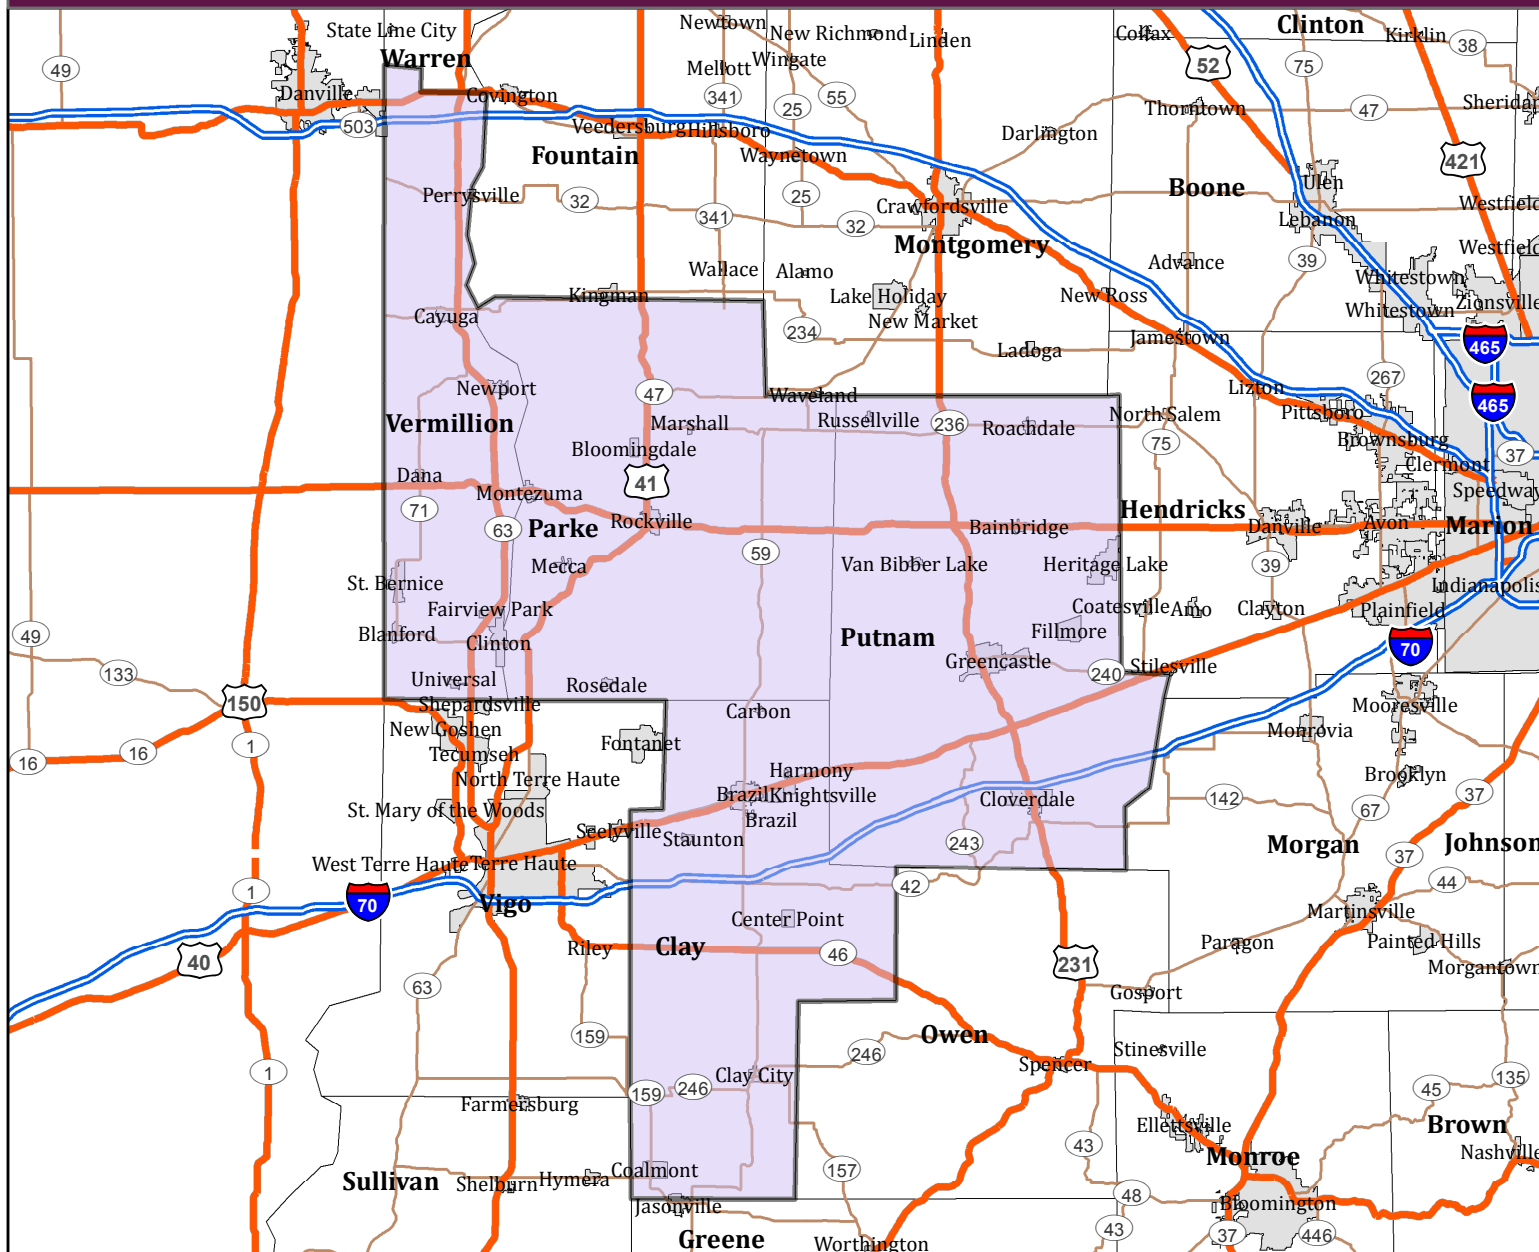 Newtown
Clinton
State Line City
New Richmond
Linden
Colfax
Kirklin
38
Warren
Wingate
Mellott
52
75
49
Danville
Covington
341
25
55
Thorntown
47
Sheridan
503
Veedersburg
Hillsboro
Darlington
Fountain
Waynetown
421
Perrysville
32
25
Boone
Ulen
341
32
Crawfordsville
Lebanon
Westfield
Montgomery
Westfield
Wallace
Alamo
Advance
39
Whitestown
Kingman
Lake Holiday
New Ross
Zionsville
Cayuga
New Market
Whitestown
234
Jamestown
465
Ladoga
Newport
47
Waveland
Lizton
267
465
Vermillion
Marshall
Russellville
236
Roachdale
North Salem
Pittsboro
75
Brownsburg
Bloomingdale
37
Clermont
Dana
Montezuma
41
Speedway
71
Hendricks
63
Parke
Rockville
Bainbridge
Danville
Avon
Marion
59
Mecca
Van Bibber Lake
Heritage Lake
39
St. Bernice
Indianapolis
Fairview Park
Coatesville
Amo
Clayton
Plainfield
49
Blanford
Clinton
Putnam
Fillmore
70
133
Greencastle
240
Stilesville
Universal
Rosedale
150
Shepardsville
Carbon
Mooresville
New Goshen
Fontanet
Monrovia
1
16
16
Tecumseh
North Terre Haute
Harmony
Brooklyn
Brazil
Knightsville
Cloverdale
142
37
St. Mary of the Woods
Brazil
67
Seelyville
Staunton
243
Morgan
Johnson
West Terre Haute
Terre Haute
37
1
70
Vigo
42
44
Center Point
Martinsville
Riley
Clay
46
Paragon
Painted Hills
40
231
Morgantown
63
Gosport
159
Owen
Stinesville
246
Spencer
1
Clay City
135
159
246
45
Farmersburg
Ellettsville
Brown
43
Monroe
Nashville
157
Coalmont
Sullivan
Shelburn
Hymera
48
Jasonville
Bloomington
43
37
446
Greene
Worthington